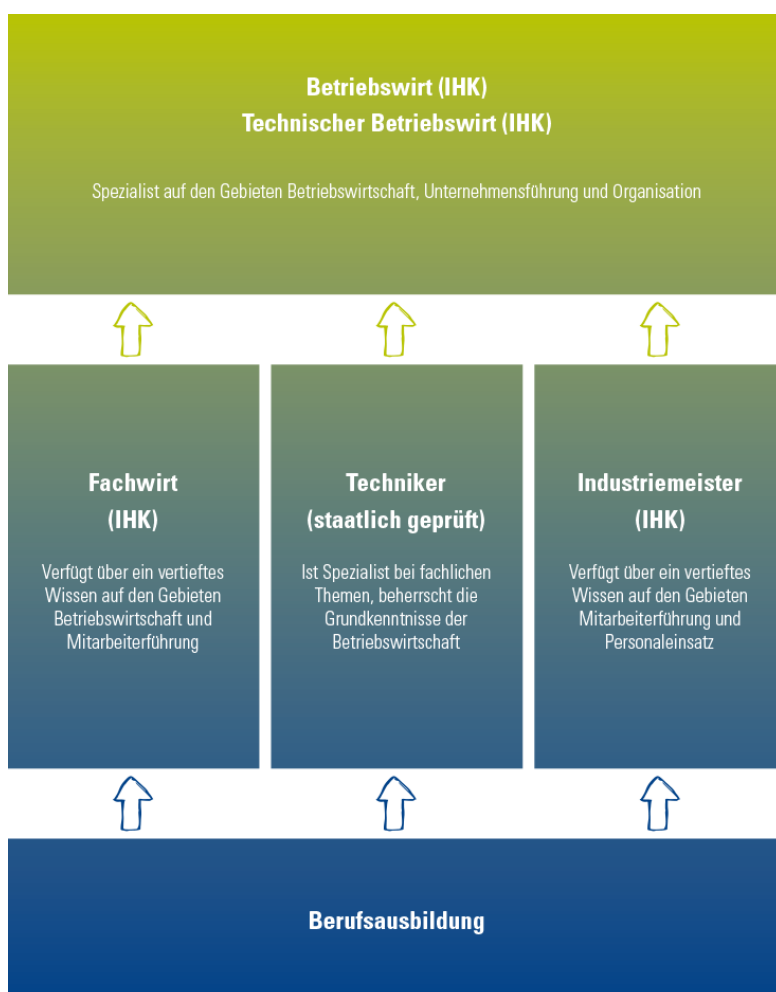 Betriebswirt (IHK)
Technischer Betriebswirt (IHK)
Spezialist auf den Gebieten Betriebswirtschaft, Unternehmensführung und Organisation
Fachwirt
(IHK)
Verfügt über ein vertieftes
Wissen auf den Gebieten
Betriebswirtschaft und
Mitarbeiterführung
Techniker
(staatlich geprüft)
Ist Spezialist bei fachlichen
Themen, beherrscht die
Grundkenntnisse der
Betriebswirtschaft
Industriemeister
(IHK)
Verfügt über ein vertieftes
Wissen auf den Gebieten
Mitarbeiterführung und
Personaleinsatz
Berufsausbildung